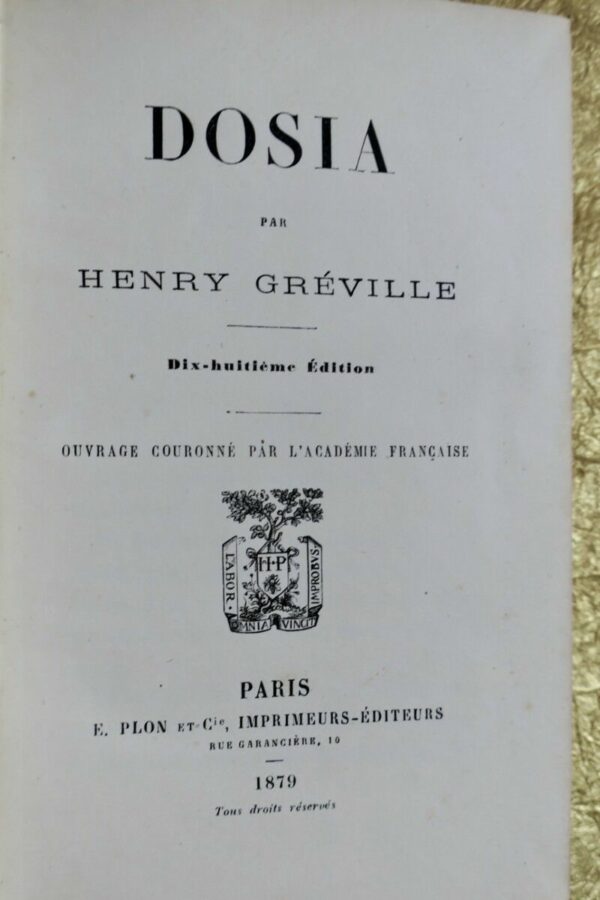 DOSIA
PAR
HENRY GRÉVILLE
Dix-huitième Édition
OUVRAGE COURONNÉ PAR L'ACADÉMIE FRANÇAISE
H·P
LABOR
OMNIA VINCIT
IMPROBVS
PARIS
E. PLON ET Cie, IMPRIMEURS-ÉDITEURS
RUE GARANCIÈRE, 10
1879
Tous droits réservés